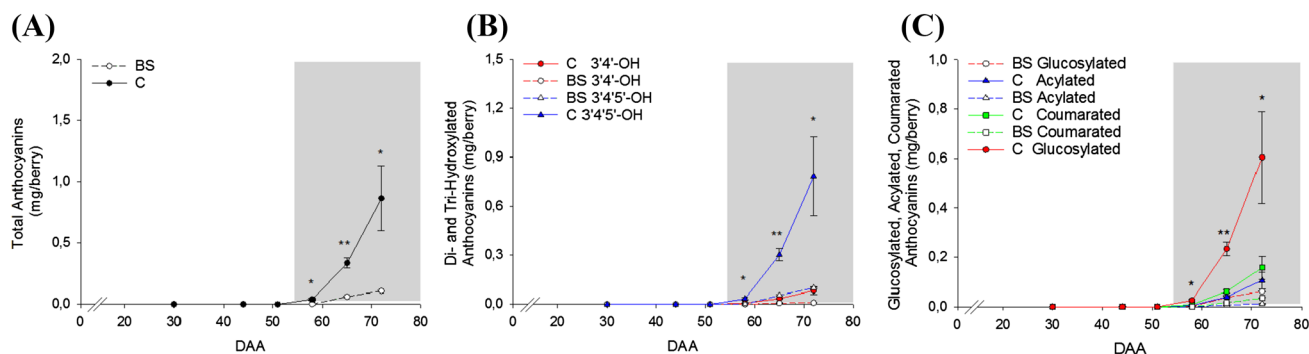 (A)
BS
C
Total Anthocyanins
(mg/berry)
2,0
1,5
1,0
0,5
0,0
*
**
*
0 30 40 50 60 70 80
DAA
(B)
C 3'4'-OH
BS 3'4'-OH
BS 3'4'5'-OH
C 3'4'5'-OH
Di- and Tri-Hydroxylated
Anthocyanins (mg/berry)
1,5
1,2
0,9
0,6
0,3
0,0
*
**
*
0 20 30 40 50 60 70 80
DAA
(C)
BS Glucosylated
C Acylated
BS Acylated
C Coumarated
BS Coumarated
C Glucosylated
Glucosylated, Acylated, Coumarated
Anthocyanins (mg/berry)
1,0
0,8
0,6
0,4
0,2
0,0
*
**
*
0 20 30 40 50 60 70 80
DAA